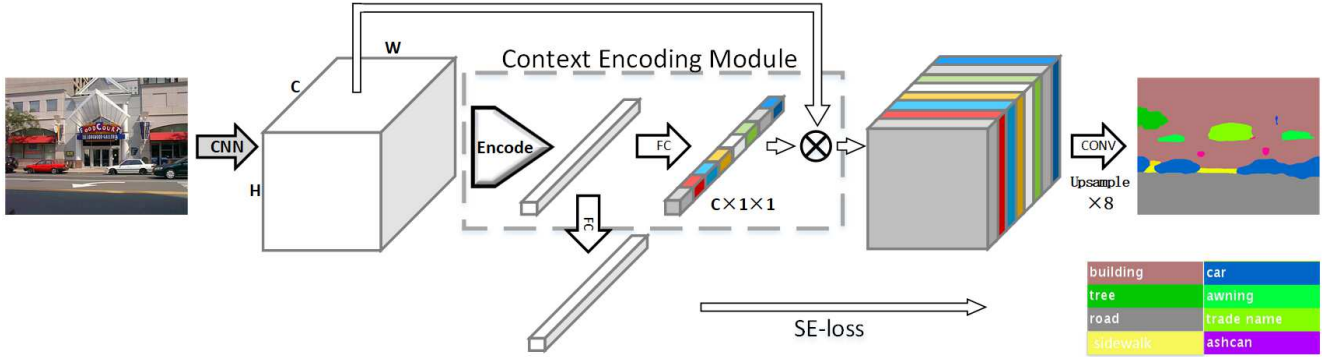 W
Context Encoding Module
C
FOODCOURT
CNN
Encode
FC
CONV
H
Upsample
×8
C×1×1
FC
SE-loss
building
car
tree
awning
road
trade name
sidewalk
ashcan